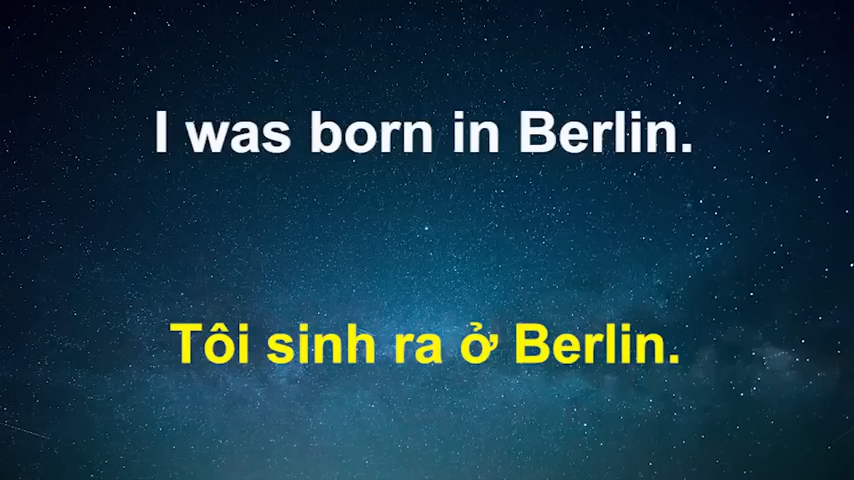 I was born in Berlin.
Tôi sinh ra ở Berlin.